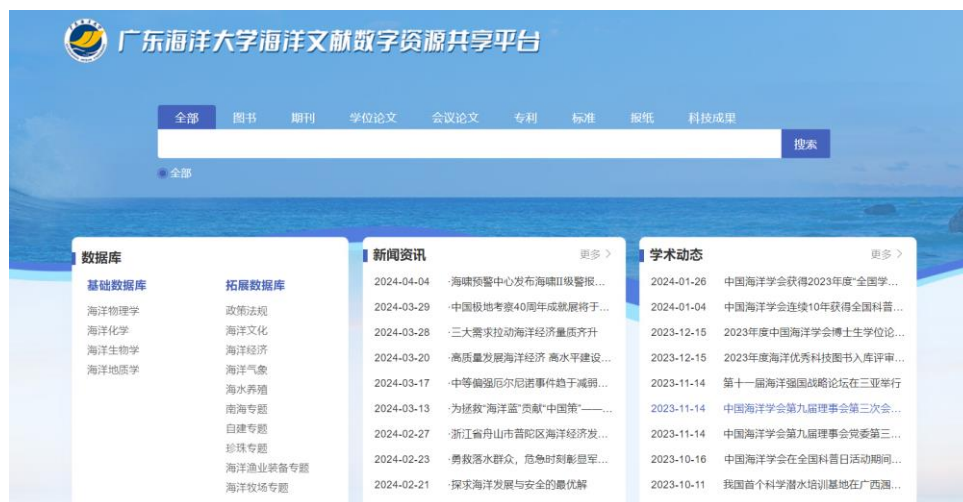 广东海洋大学海洋文献数字资源共享平台
全部 图书 期刊 学位论文 会议论文 专利 标准 报纸 科技成果
搜索
全部
数据库
基础数据库
海洋物理学
海洋化学
海洋生物学
海洋地质学
拓展数据库
政策法规
海洋文化
海洋经济
海洋气象
海水养殖
南海专题
自建专题
珍珠专题
海洋渔业装备专题
海洋牧场专题
新闻资讯 更多 >
2024-04-04 ·海啸预警中心发布海啸II级警报...
2024-03-29 ·中国极地考察40周年成就展将于...
2024-03-28 ·三大需求拉动海洋经济量质齐升
2024-03-20 ·高质量发展海洋经济 高水平建设...
2024-03-17 ·中等偏强厄尔尼诺事件趋于减弱...
2024-03-13 ·为拯救“海洋蓝”贡献“中国策”——...
2024-02-27 ·浙江省舟山市普陀区海洋经济发...
2024-02-23 ·勇救落水群众，危急时刻彰显军...
2024-02-21 ·探求海洋发展与安全的最优解
学术动态 更多 >
2024-01-26 中国海洋学会获得2023年度“全国学...
2024-01-04 中国海洋学会连续10年获得全国科普...
2023-12-15 2023年度中国海洋学会博士生学位论...
2023-12-15 2023年度海洋优秀科技图书入库评审...
2023-11-14 第十一届海洋强国战略论坛在三亚举行
2023-11-14 中国海洋学会第九届理事会第三次会...
2023-11-14 中国海洋学会第九届理事会党委第三...
2023-10-16 中国海洋学会在全国科普日活动期间...
2023-10-11 我国首个科学潜水培训基地在广西涠...